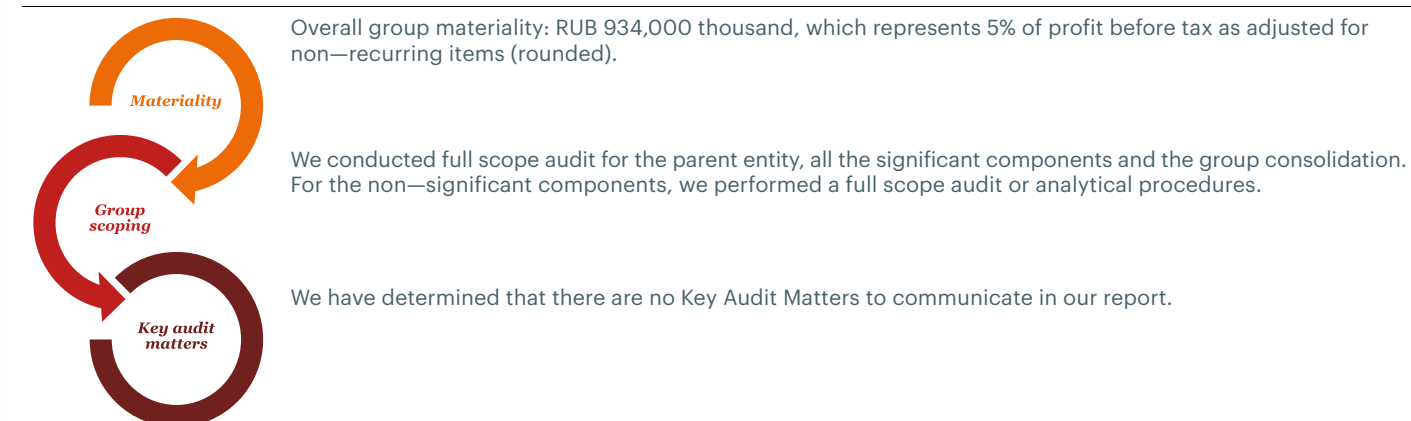 Overall group materiality: RUB 934,000 thousand, which represents 5% of profit before tax as adjusted for
non—recurring items (rounded).
Materiality
We conducted full scope audit for the parent entity, all the significant components and the group consolidation.
For the non—significant components, we performed a full scope audit or analytical procedures.
Group
scoping
We have determined that there are no Key Audit Matters to communicate in our report.
Key audit
matters